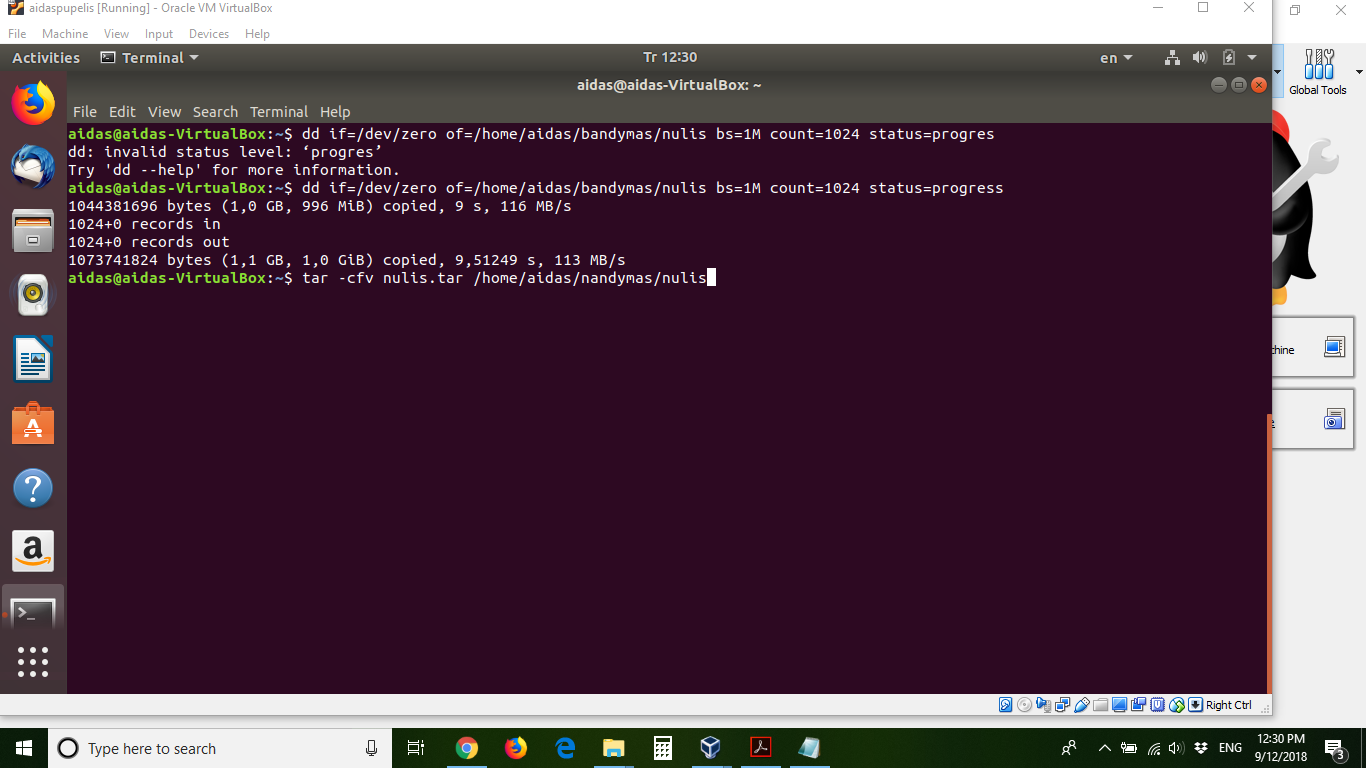 aidaspupelis [Running] - Oracle VM VirtualBox
File Machine View Input Devices Help
Activities Terminal Tr 12:30 en
aidas@aidas-VirtualBox: ~
Global Tools
File Edit View Search Terminal Help
aidas@aidas-VirtualBox:~$ dd if=/dev/zero of=/home/aidas/bandymas/nulis bs=1M count=1024 status=progres
dd: invalid status level: ‘progres’
Try 'dd --help' for more information.
aidas@aidas-VirtualBox:~$ dd if=/dev/zero of=/home/aidas/bandymas/nulis bs=1M count=1024 status=progress
1044381696 bytes (1,0 GB, 996 MiB) copied, 9 s, 116 MB/s
1024+0 records in
1024+0 records out
1073741824 bytes (1,1 GB, 1,0 GiB) copied, 9,51249 s, 113 MB/s
aidas@aidas-VirtualBox:~$ tar -cfv nulis.tar /home/aidas/nandymas/nulis
chine
Right Ctrl
Type here to search
ENG
12:30 PM
9/12/2018
3